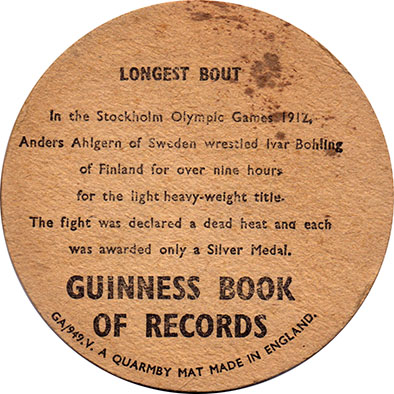 LONGEST BOUT
In the Stockholm Olympic Games 1912,
Anders Ahlgern of Sweden wrestled Ivar Bohling
of Finland for over nine hours
for the light heavy-weight title.
The fight was declared a dead heat and each
was awarded only a Silver Medal.
GUINNESS BOOK
OF RECORDS
GA/949.V. A QUARMBY MAT MADE IN ENGLAND.